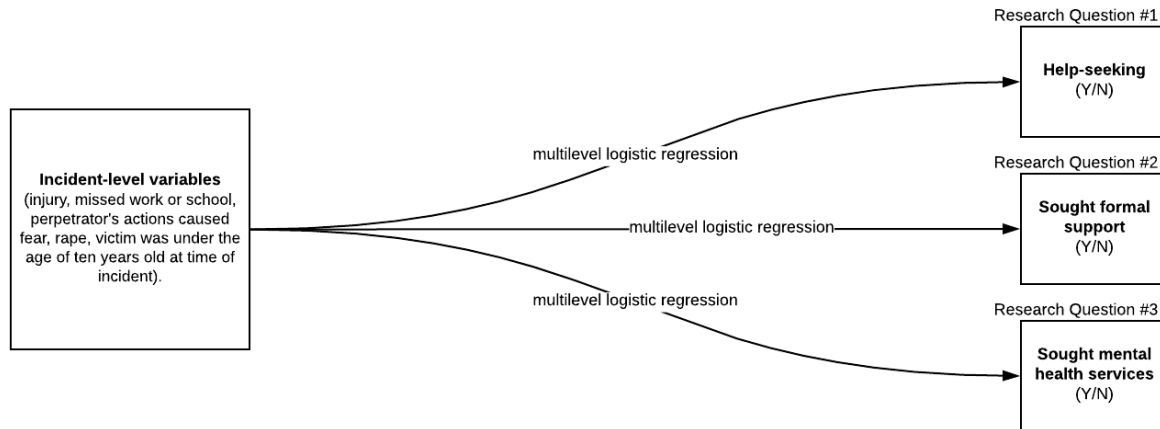 Research Question #1
Help-seeking
(Y/N)
multilevel logistic regression
Incident-level variables
(injury, missed work or school,
perpetrator's actions caused
fear, rape, victim was under the
age of ten years old at time of
incident).
Research Question #2
Sought formal
support
(Y/N)
multilevel logistic regression
multilevel logistic regression
Research Question #3
Sought mental
health services
(Y/N)